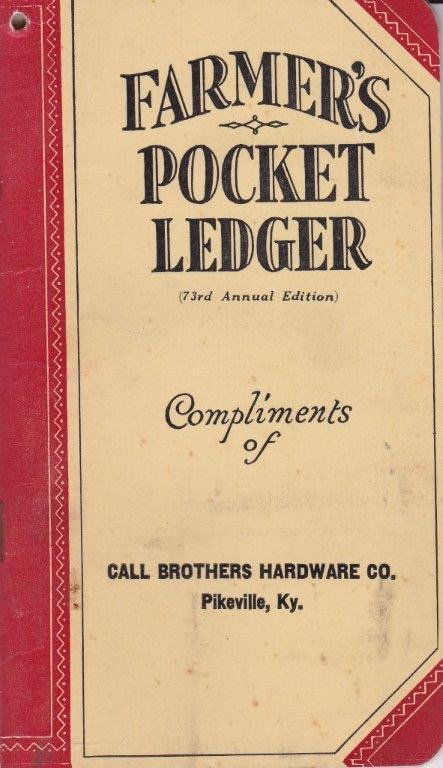 FARMER'S
POCKET
LEDGER
(73rd Annual Edition)
Compliments
of
CALL BROTHERS HARDWARE CO.
Pikeville, Ky.